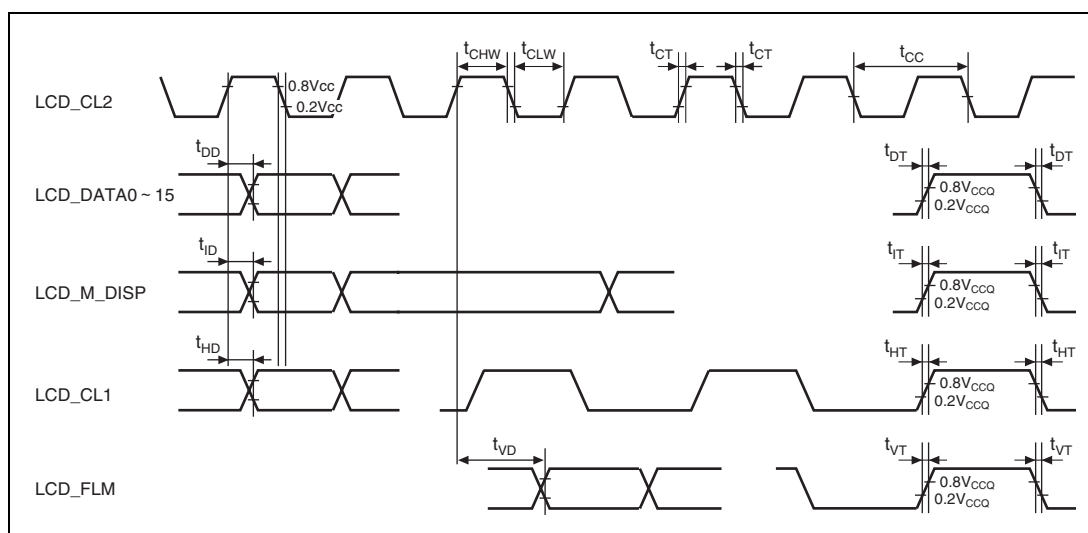 tCHW tCLW tCT tCT tCC
LCD_CL2
0.8Vcc
0.2Vcc
tDD tDT tDT
LCD_DATA0 ~ 15
0.8VCCQ
0.2VCCQ
tID tIT tIT
LCD_M_DISP
0.8VCCQ
0.2VCCQ
tHD tHT tHT
LCD_CL1
0.8VCCQ
0.2VCCQ
tVD tVT tVT
LCD_FLM
0.8VCCQ
0.2VCCQ